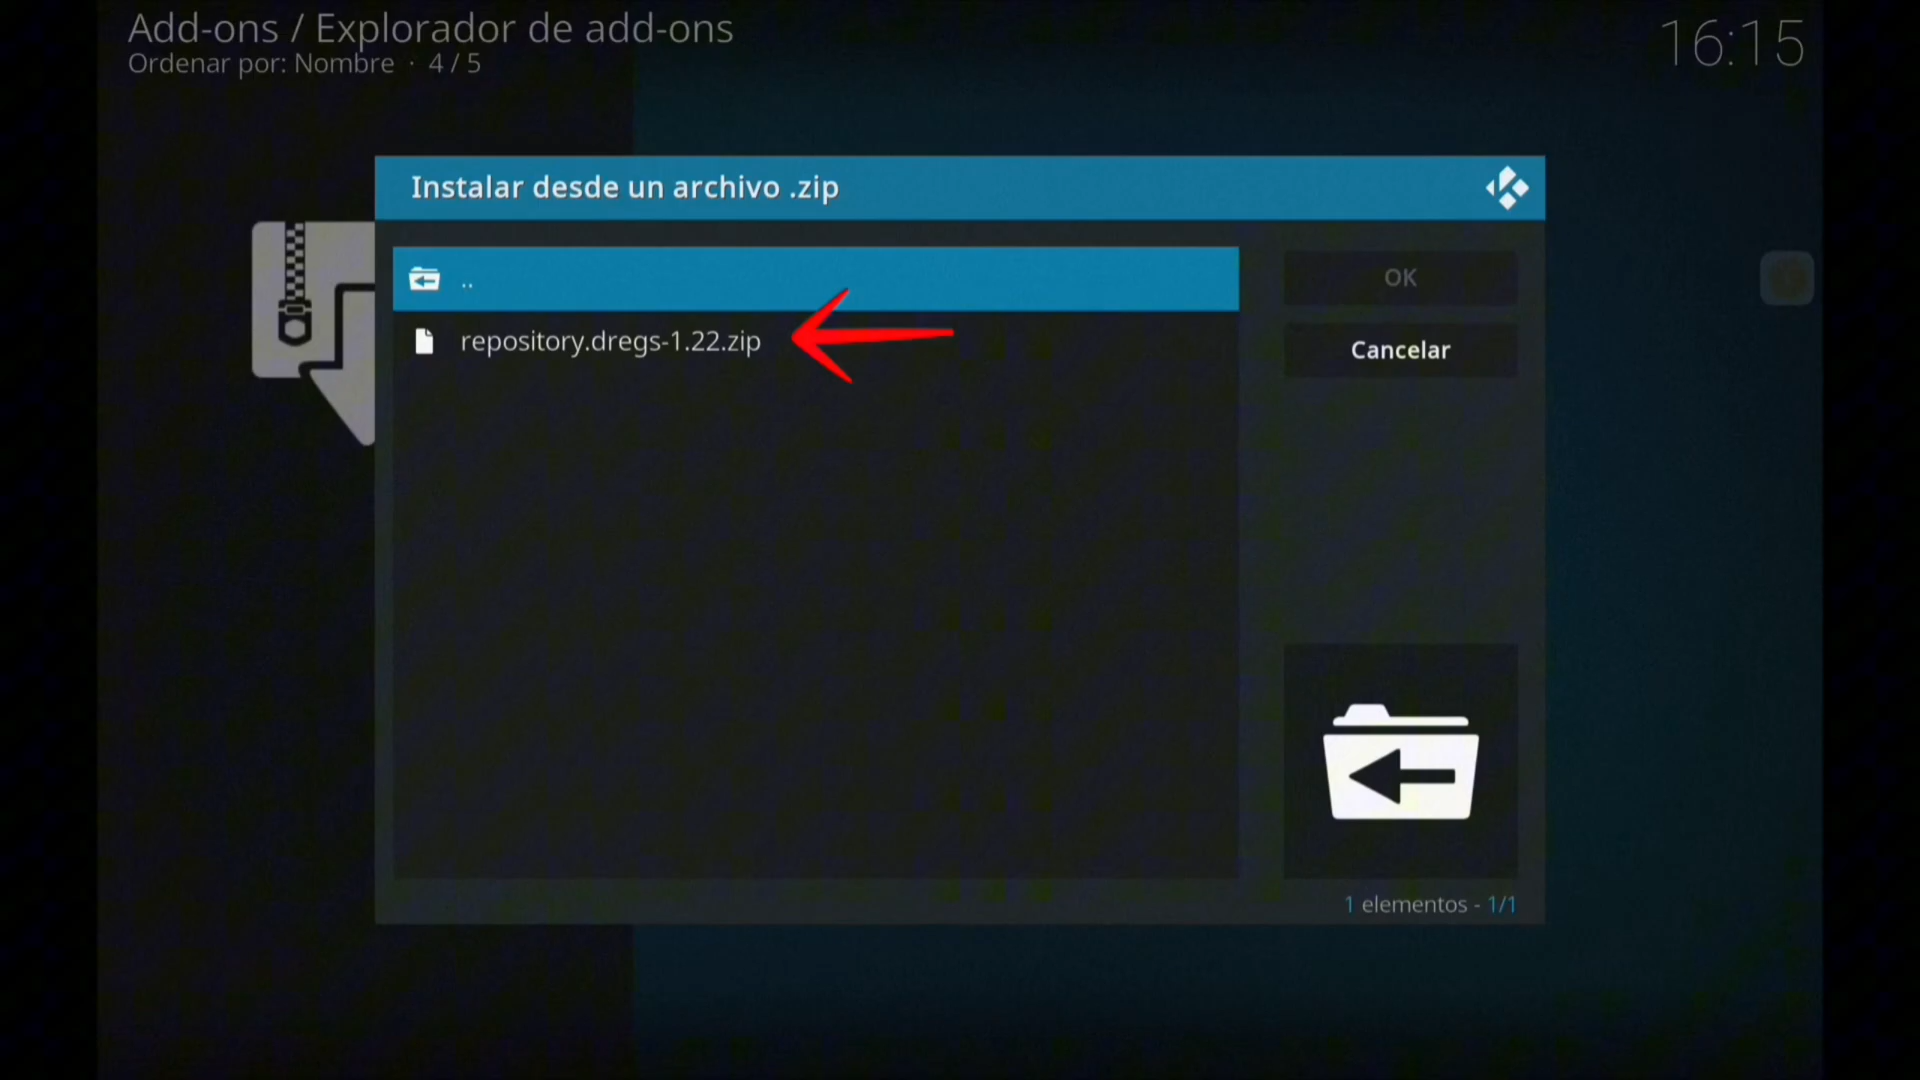 Add-ons / Explorador de add-ons
Ordenar por: Nombre · 4 / 5
16:15
Instalar desde un archivo .zip
..
OK
repository.dregs-1.22.zip
Cancelar
1 elementos - 1/1